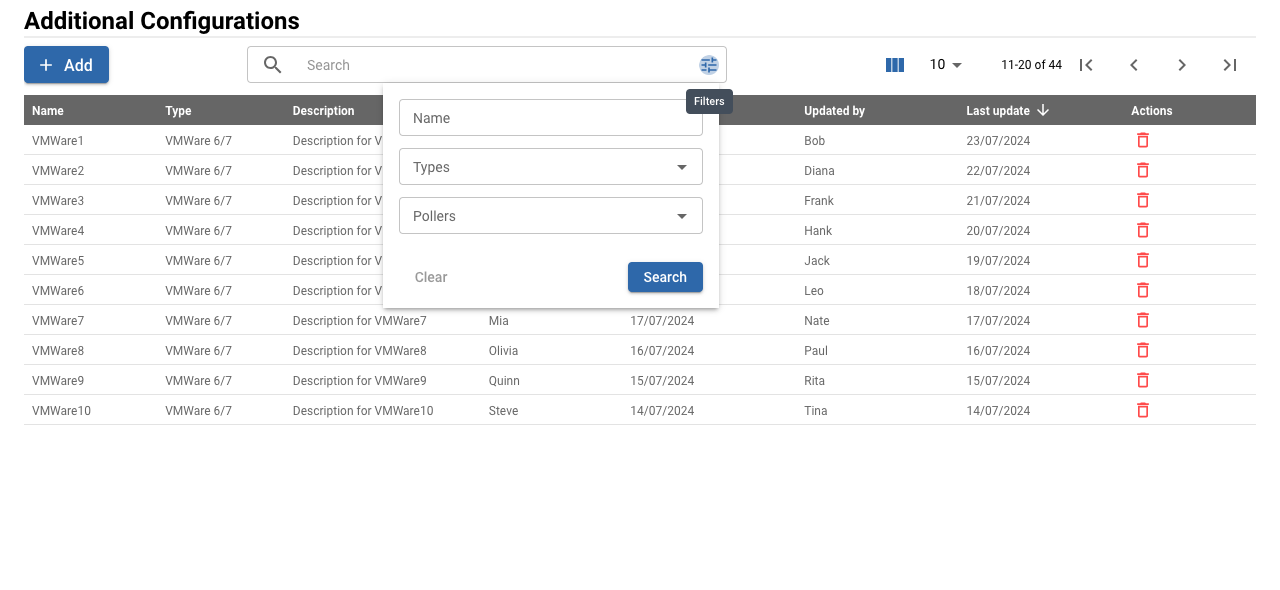 Additional Configurations
Add
Search
10
11-20 of 44
Filters
Name Type Description Updated by Last update Actions
Name
Types
Pollers
Clear Search
VMWare1 VMWare 6/7 Description for V Bob 23/07/2024
VMWare2 VMWare 6/7 Description for V Diana 22/07/2024
VMWare3 VMWare 6/7 Description for V Frank 21/07/2024
VMWare4 VMWare 6/7 Description for V Hank 20/07/2024
VMWare5 VMWare 6/7 Description for V Jack 19/07/2024
VMWare6 VMWare 6/7 Description for V Leo 18/07/2024
VMWare7 VMWare 6/7 Description for VMWare7 Mia 17/07/2024 Nate 17/07/2024
VMWare8 VMWare 6/7 Description for VMWare8 Olivia 16/07/2024 Paul 16/07/2024
VMWare9 VMWare 6/7 Description for VMWare9 Quinn 15/07/2024 Rita 15/07/2024
VMWare10 VMWare 6/7 Description for VMWare10 Steve 14/07/2024 Tina 14/07/2024